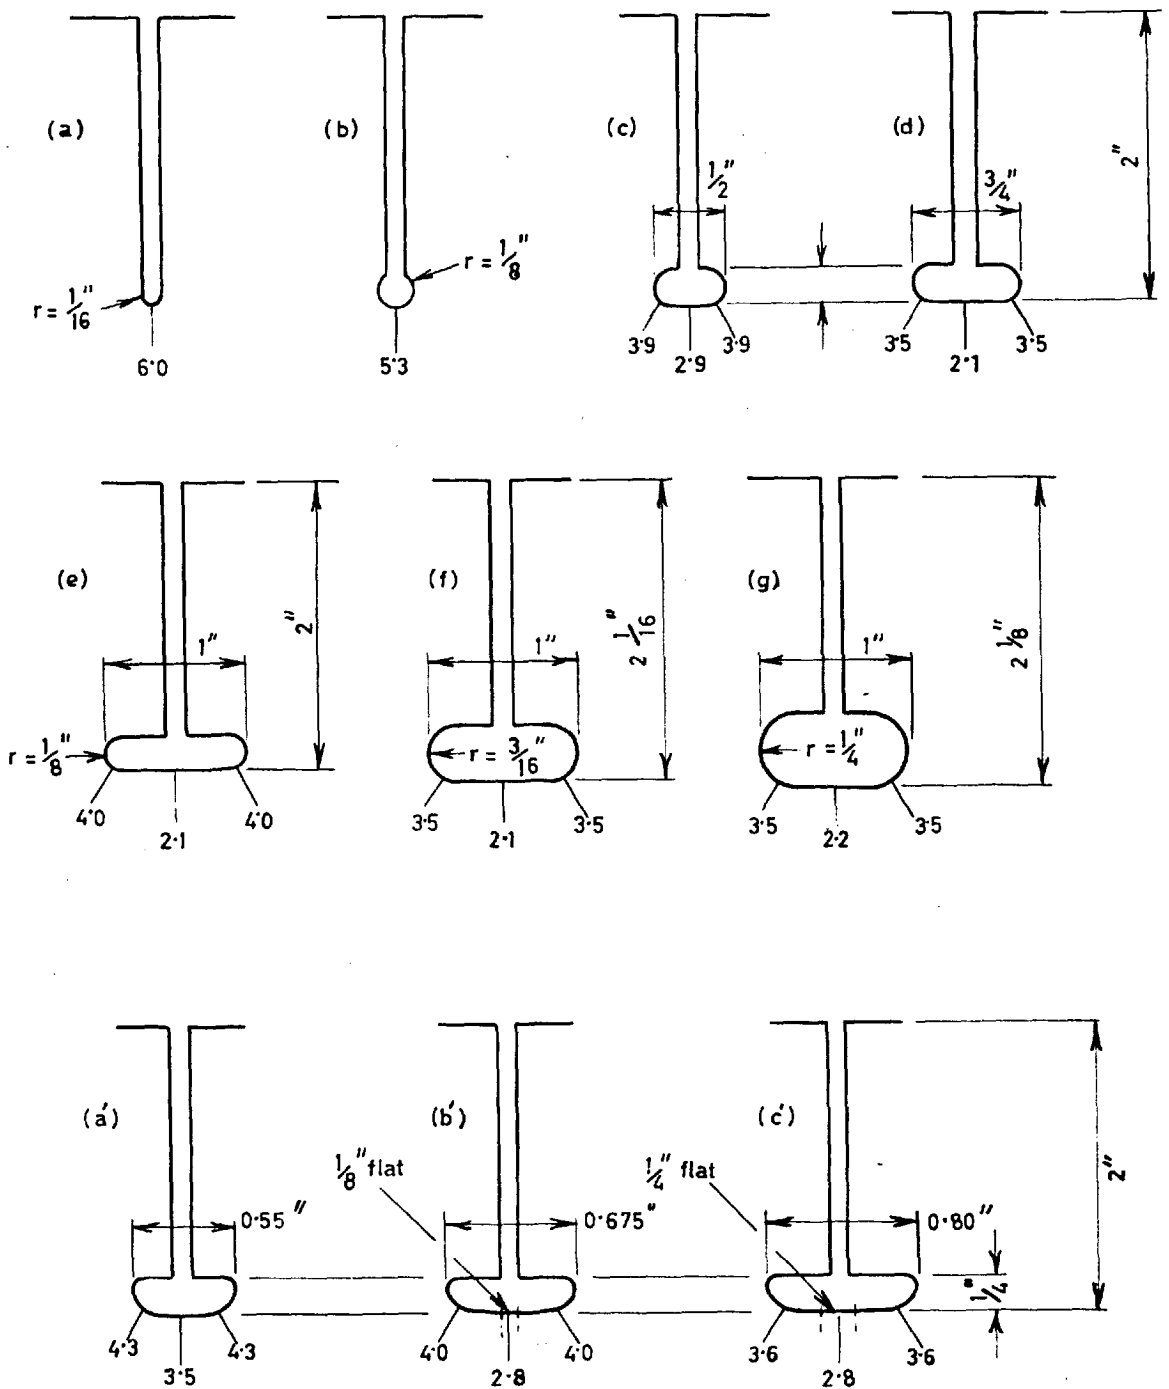 (a)
(b)
(c)
(d)
1/2"
3/4"
2"
r = 1/16"
r = 1/8"
6·0
5·3
3·9
2·9
3·9
3·5
2·1
3·5
(e)
(f)
(g)
1"
2"
1"
2 1/16"
1"
2 1/8"
r = 1/8"
r = 3/16"
r = 1/4"
4·0
2·1
4·0
3·5
2·1
3·5
3·5
2·2
3·5
(a')
(b')
(c')
1/8" flat
1/4" flat
2"
0·55"
0·675"
0·80"
1/4"
4·3
3·5
4·3
4·0
2·8
4·0
3·6
2·8
3·6